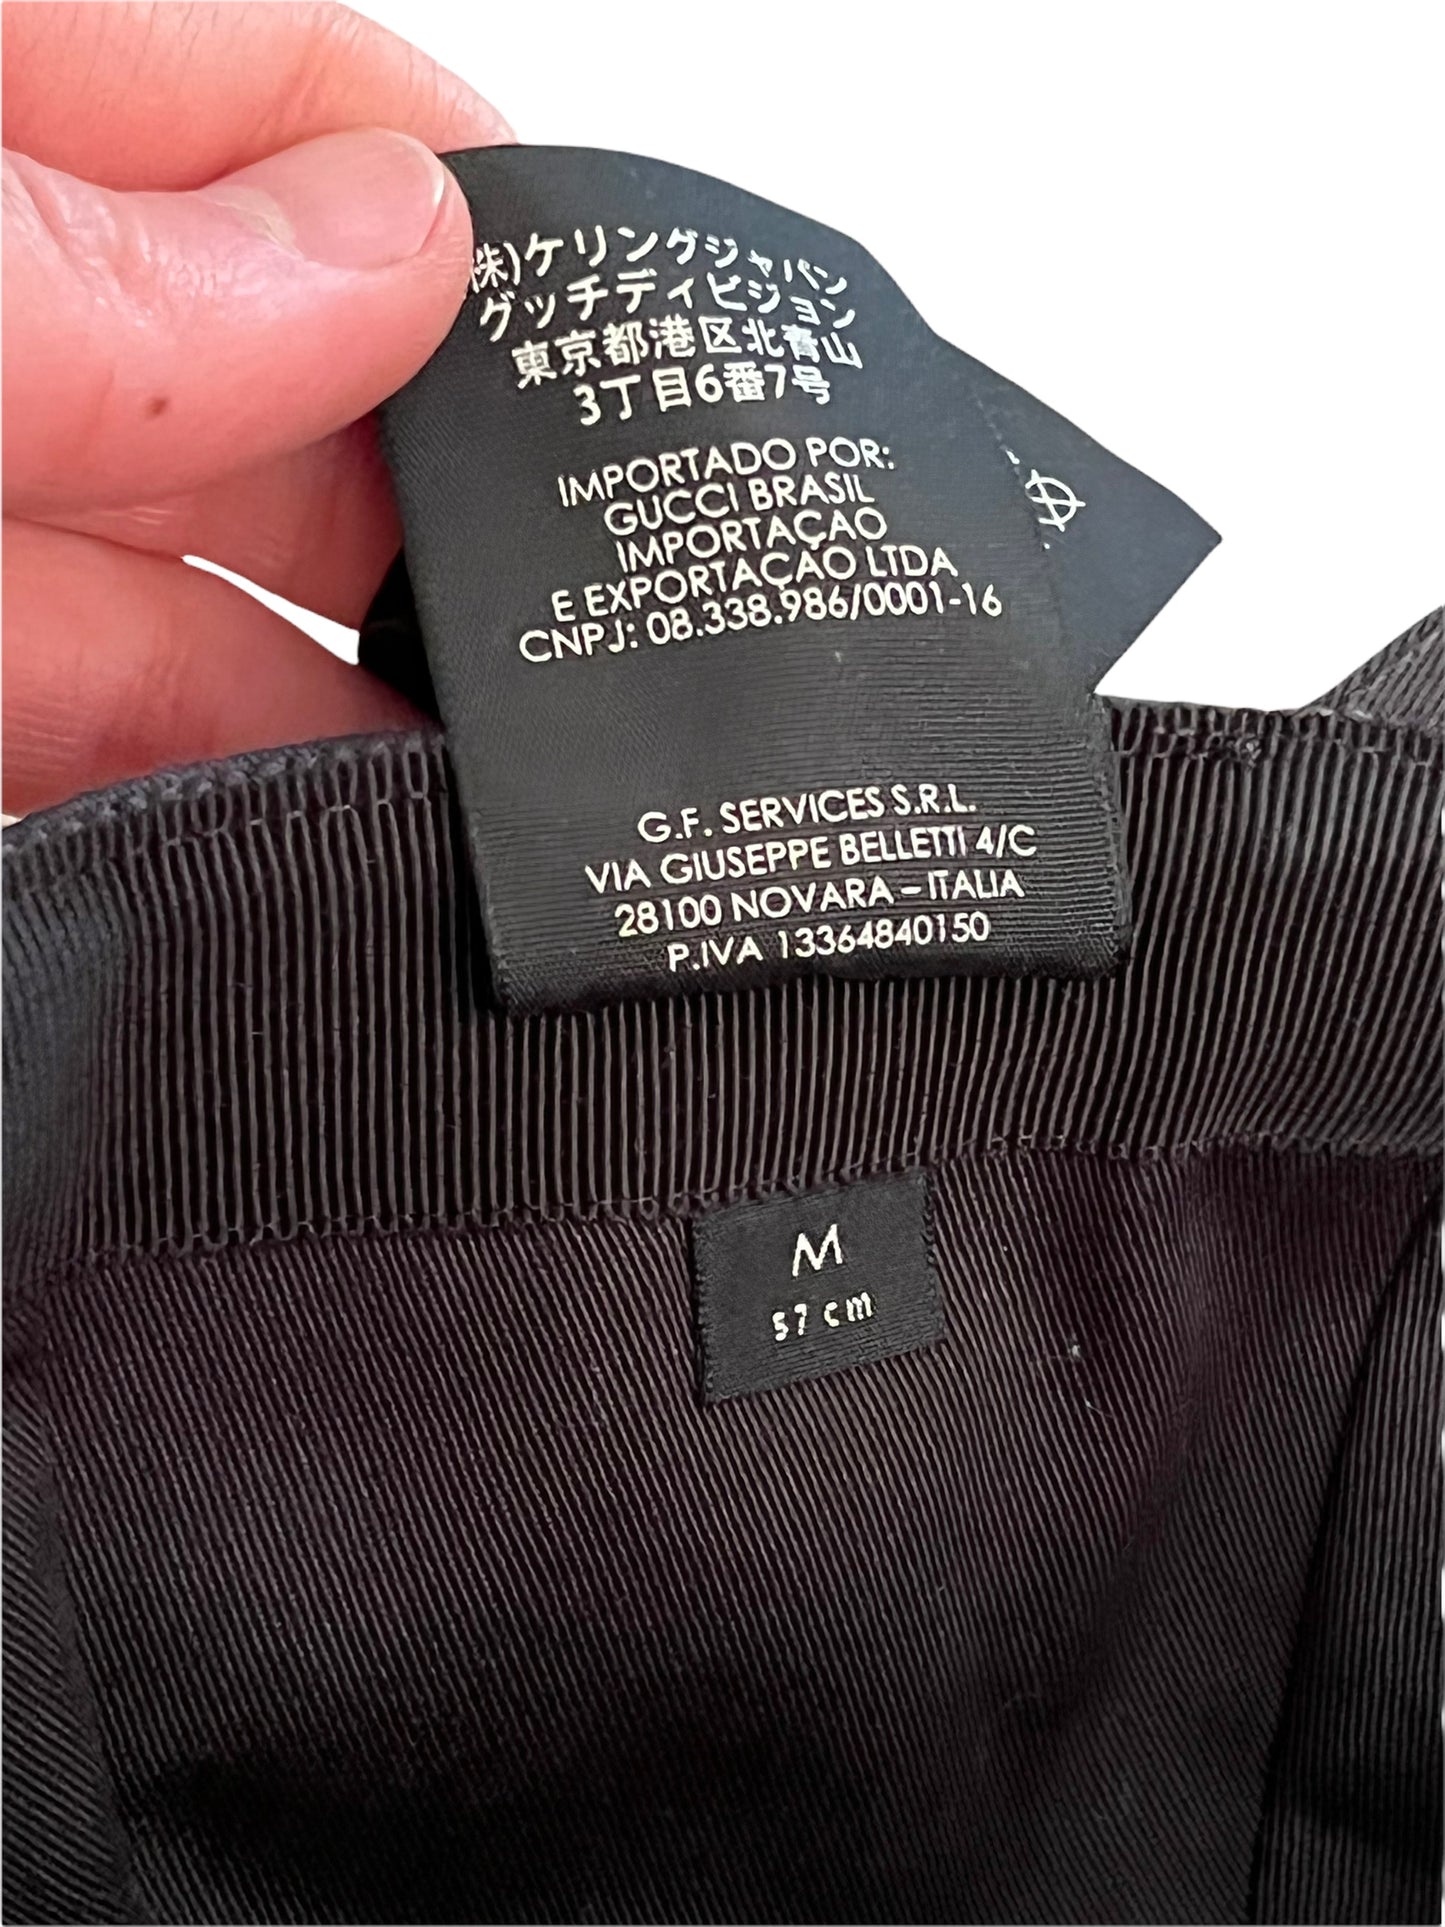 株)ケリングジャパン
グッチディビジョン
東京都港区北青山
3丁目6番7号
IMPORTADO POR:
GUCCI BRASIL
IMPORTAÇAO
E EXPORTAÇAO LTDA
CNPJ: 08.338.986/0001-16
G.F. SERVICES S.R.L.
VIA GIUSEPPE BELLETTI 4/C
28100 NOVARA – ITALIA
P.IVA 13364840150
M
57 cm